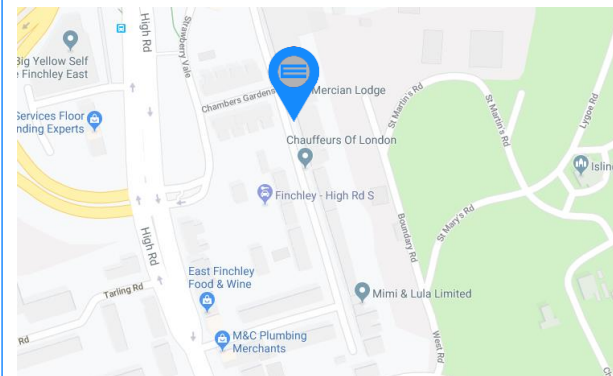 High Rd
High Rd
Strawberry Vale
Big Yellow Self
Finchley East
Chambers Gardens
Mercian Lodge
St Martin's Rd
St Martin's Rd
Lygoe Rd
Services Floor
nding Experts
Chauffeurs Of London
Islin
Finchley - High Rd S
St Mary's Rd
Boundary Rd
High Rd
East Finchley
Food & Wine
Tarling Rd
Mimi & Lula Limited
Rd
M&C Plumbing
Merchants
West Rd